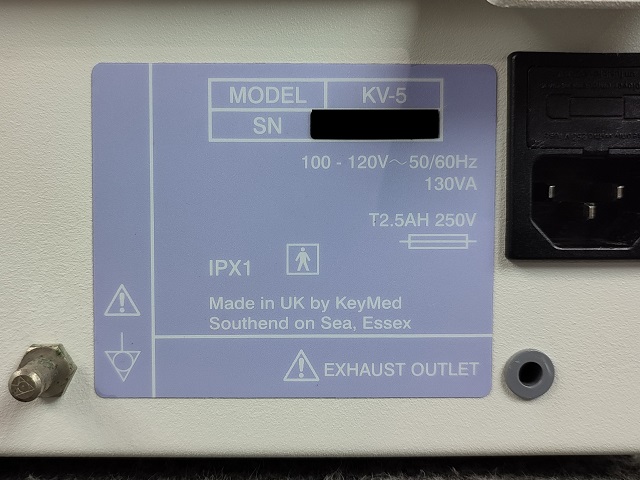 MODEL KV-5
SN
100 - 120V～50/60Hz
130VA
T2.5AH 250V
IPX1
Made in UK by KeyMed
Southend on Sea, Essex
EXHAUST OUTLET